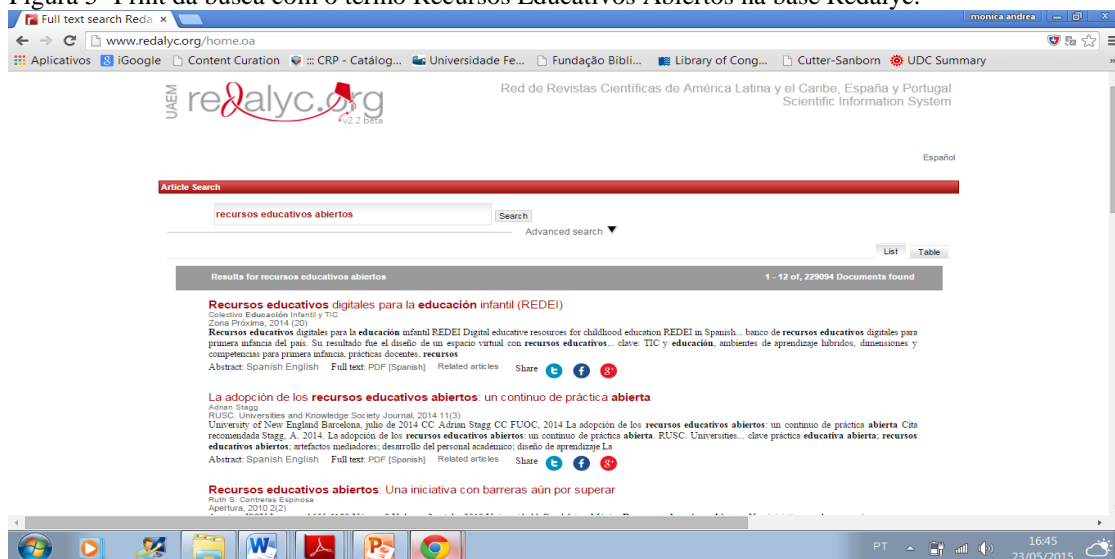 Figura 3- Print da busca com o termo Recursos Educativos Abertos na base Redalyc.
Full text search Reda
monica andrea
www.redalyc.org/home.oa
Aplicativos iGoogle Content Curation ::: CRP - Catálog... Universidade Fe... Fundação Bibli... Library of Cong... Cutter-Sanborn UDC Summary »
UAEM redalyc.org
v2.2 beta
Red de Revistas Científicas de América Latina y el Caribe, España y Portugal
Scientific Information System
Español
Article Search
recursos educativos abiertos Search
Advanced search ▼
List Table
Results for recursos educativos abiertos 1 - 12 of, 229094 Documents found
Recursos educativos digitales para la educación infantil (REDEI)
Colectivo Educación Infantil y TIC
Zona Próxima, 2014 (20)
Recursos educativos digitales para la educación infantil REDEI Digital educative resources for childhood education REDEI in Spanish... banco de recursos educativos digitales para
primera infancia del país. Su resultado fue el diseño de un espacio virtual con recursos educativos... clave: TIC y educación, ambientes de aprendizaje híbridos, dimensiones y
competencias para primera infancia, prácticas docentes, recursos
Abstract: Spanish English Full text: PDF [Spanish] Related articles Share
La adopción de los recursos educativos abiertos: un continuo de práctica abierta
Adrian Stagg
RUSC. Universities and Knowledge Society Journal, 2014 11(3)
University of New England Barcelona, julio de 2014 CC Adrian Stagg CC FUOC, 2014 La adopción de los recursos educativos abiertos: un continuo de práctica abierta Cita
recomendada Stagg, A. 2014. La adopción de los recursos educativos abiertos: un continuo de práctica abierta. RUSC. Universities... clave práctica educativa abierta; recursos
educativos abiertos; artefactos mediadores; desarrollo del personal académico; diseño de aprendizaje La
Abstract: Spanish English Full text: PDF [Spanish] Related articles Share
Recursos educativos abiertos: Una iniciativa con barreras aún por superar
Ruth S. Contreras Espinosa
Apertura, 2010 2(2)
PT 16:45
23/05/2015